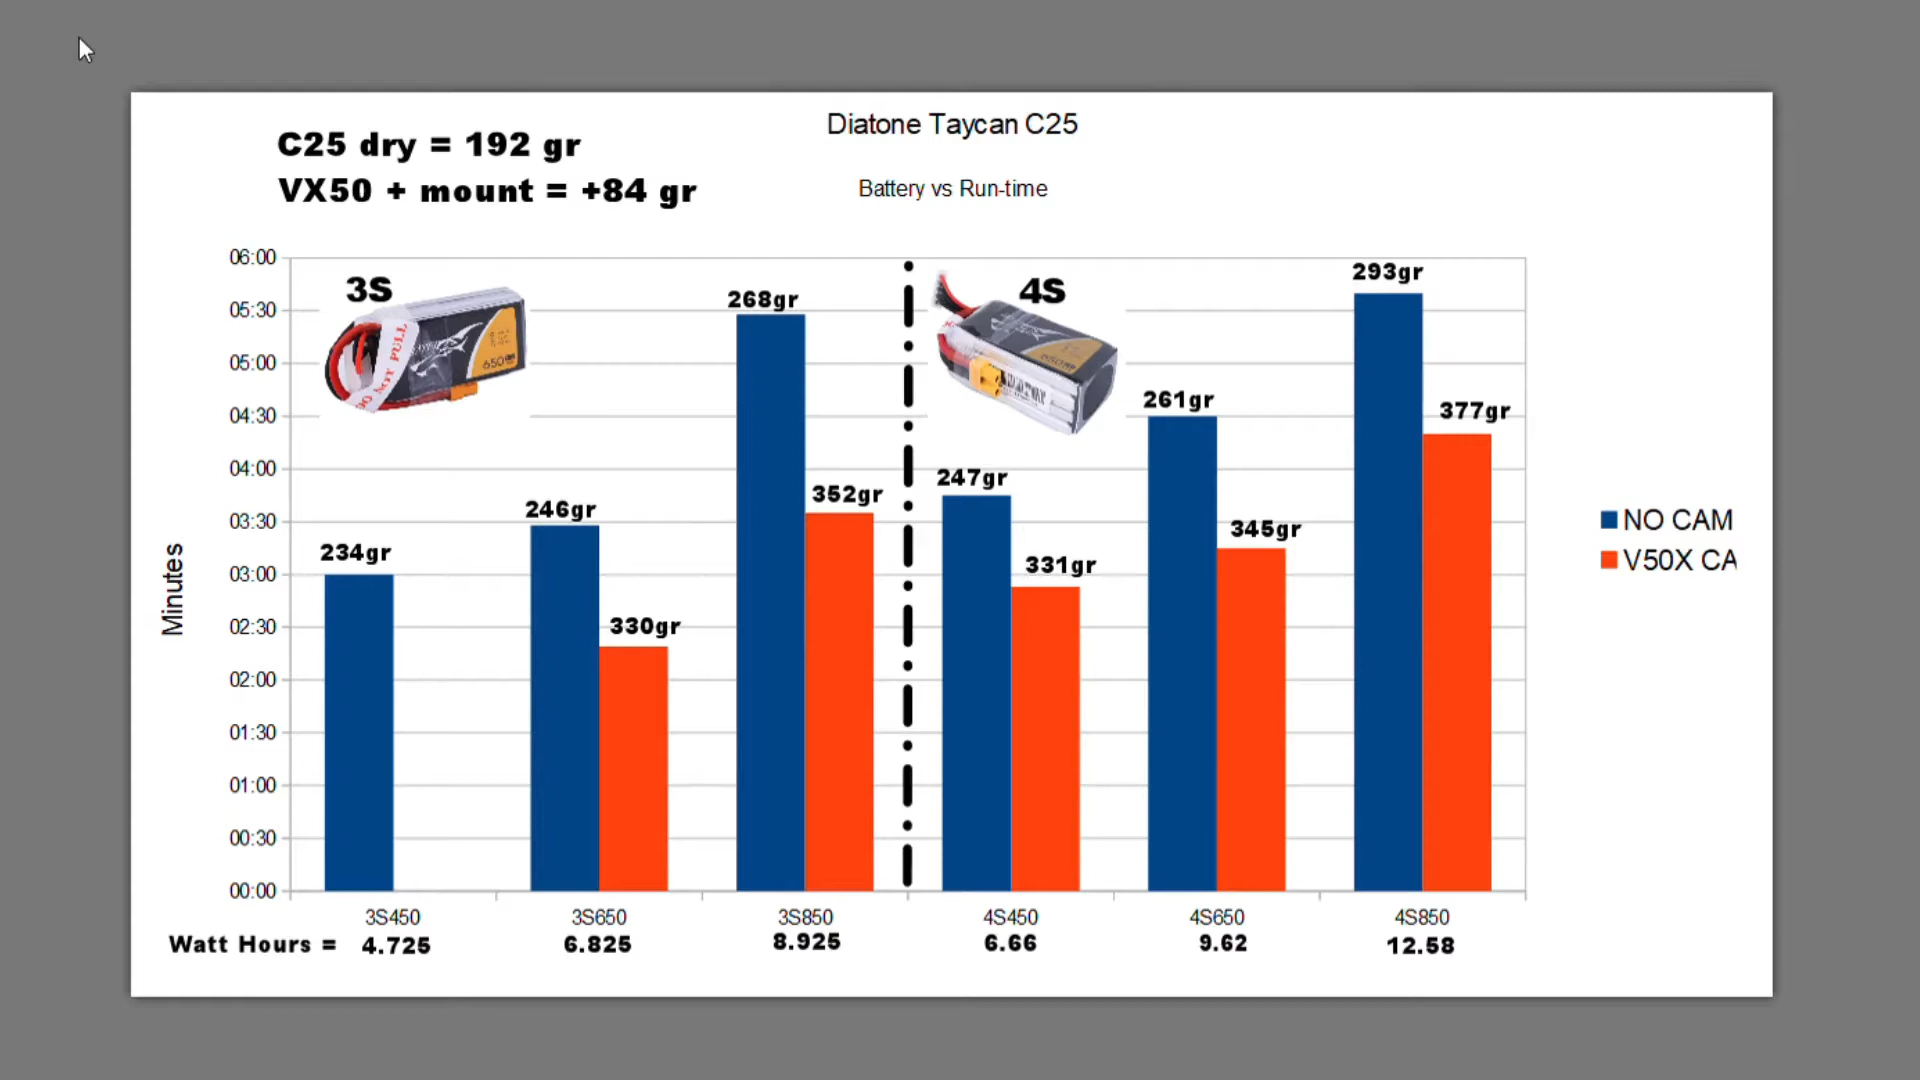 Diatone Taycan C25
C25 dry = 192 gr
VX50 + mount = +84 gr
Battery vs Run-time
06:00
05:30
05:00
04:30
04:00
03:30
03:00
02:30
02:00
01:30
01:00
00:30
00:00
Minutes
3S
4S
NOT PULL
650
650
234gr
246gr
330gr
268gr
352gr
247gr
331gr
261gr
345gr
293gr
377gr
NO CAM
V50X CA
3S450 3S650 3S850 4S450 4S650 4S850
Watt Hours = 4.725 6.825 8.925 6.66 9.62 12.58